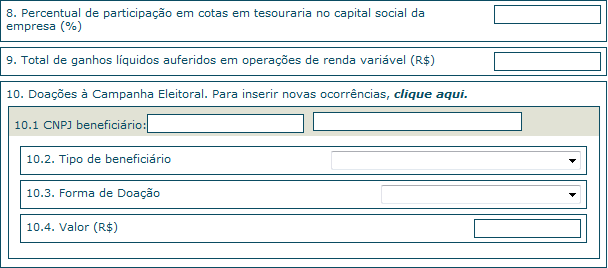 8. Percentual de participação em cotas em tesouraria no capital social da
empresa (%)
9. Total de ganhos líquidos auferidos em operações de renda variável (R$)
10. Doações à Campanha Eleitoral. Para inserir novas ocorrências, clique aqui.
10.1 CNPJ beneficiário:
10.2. Tipo de beneficiário
10.3. Forma de Doação
10.4. Valor (R$)